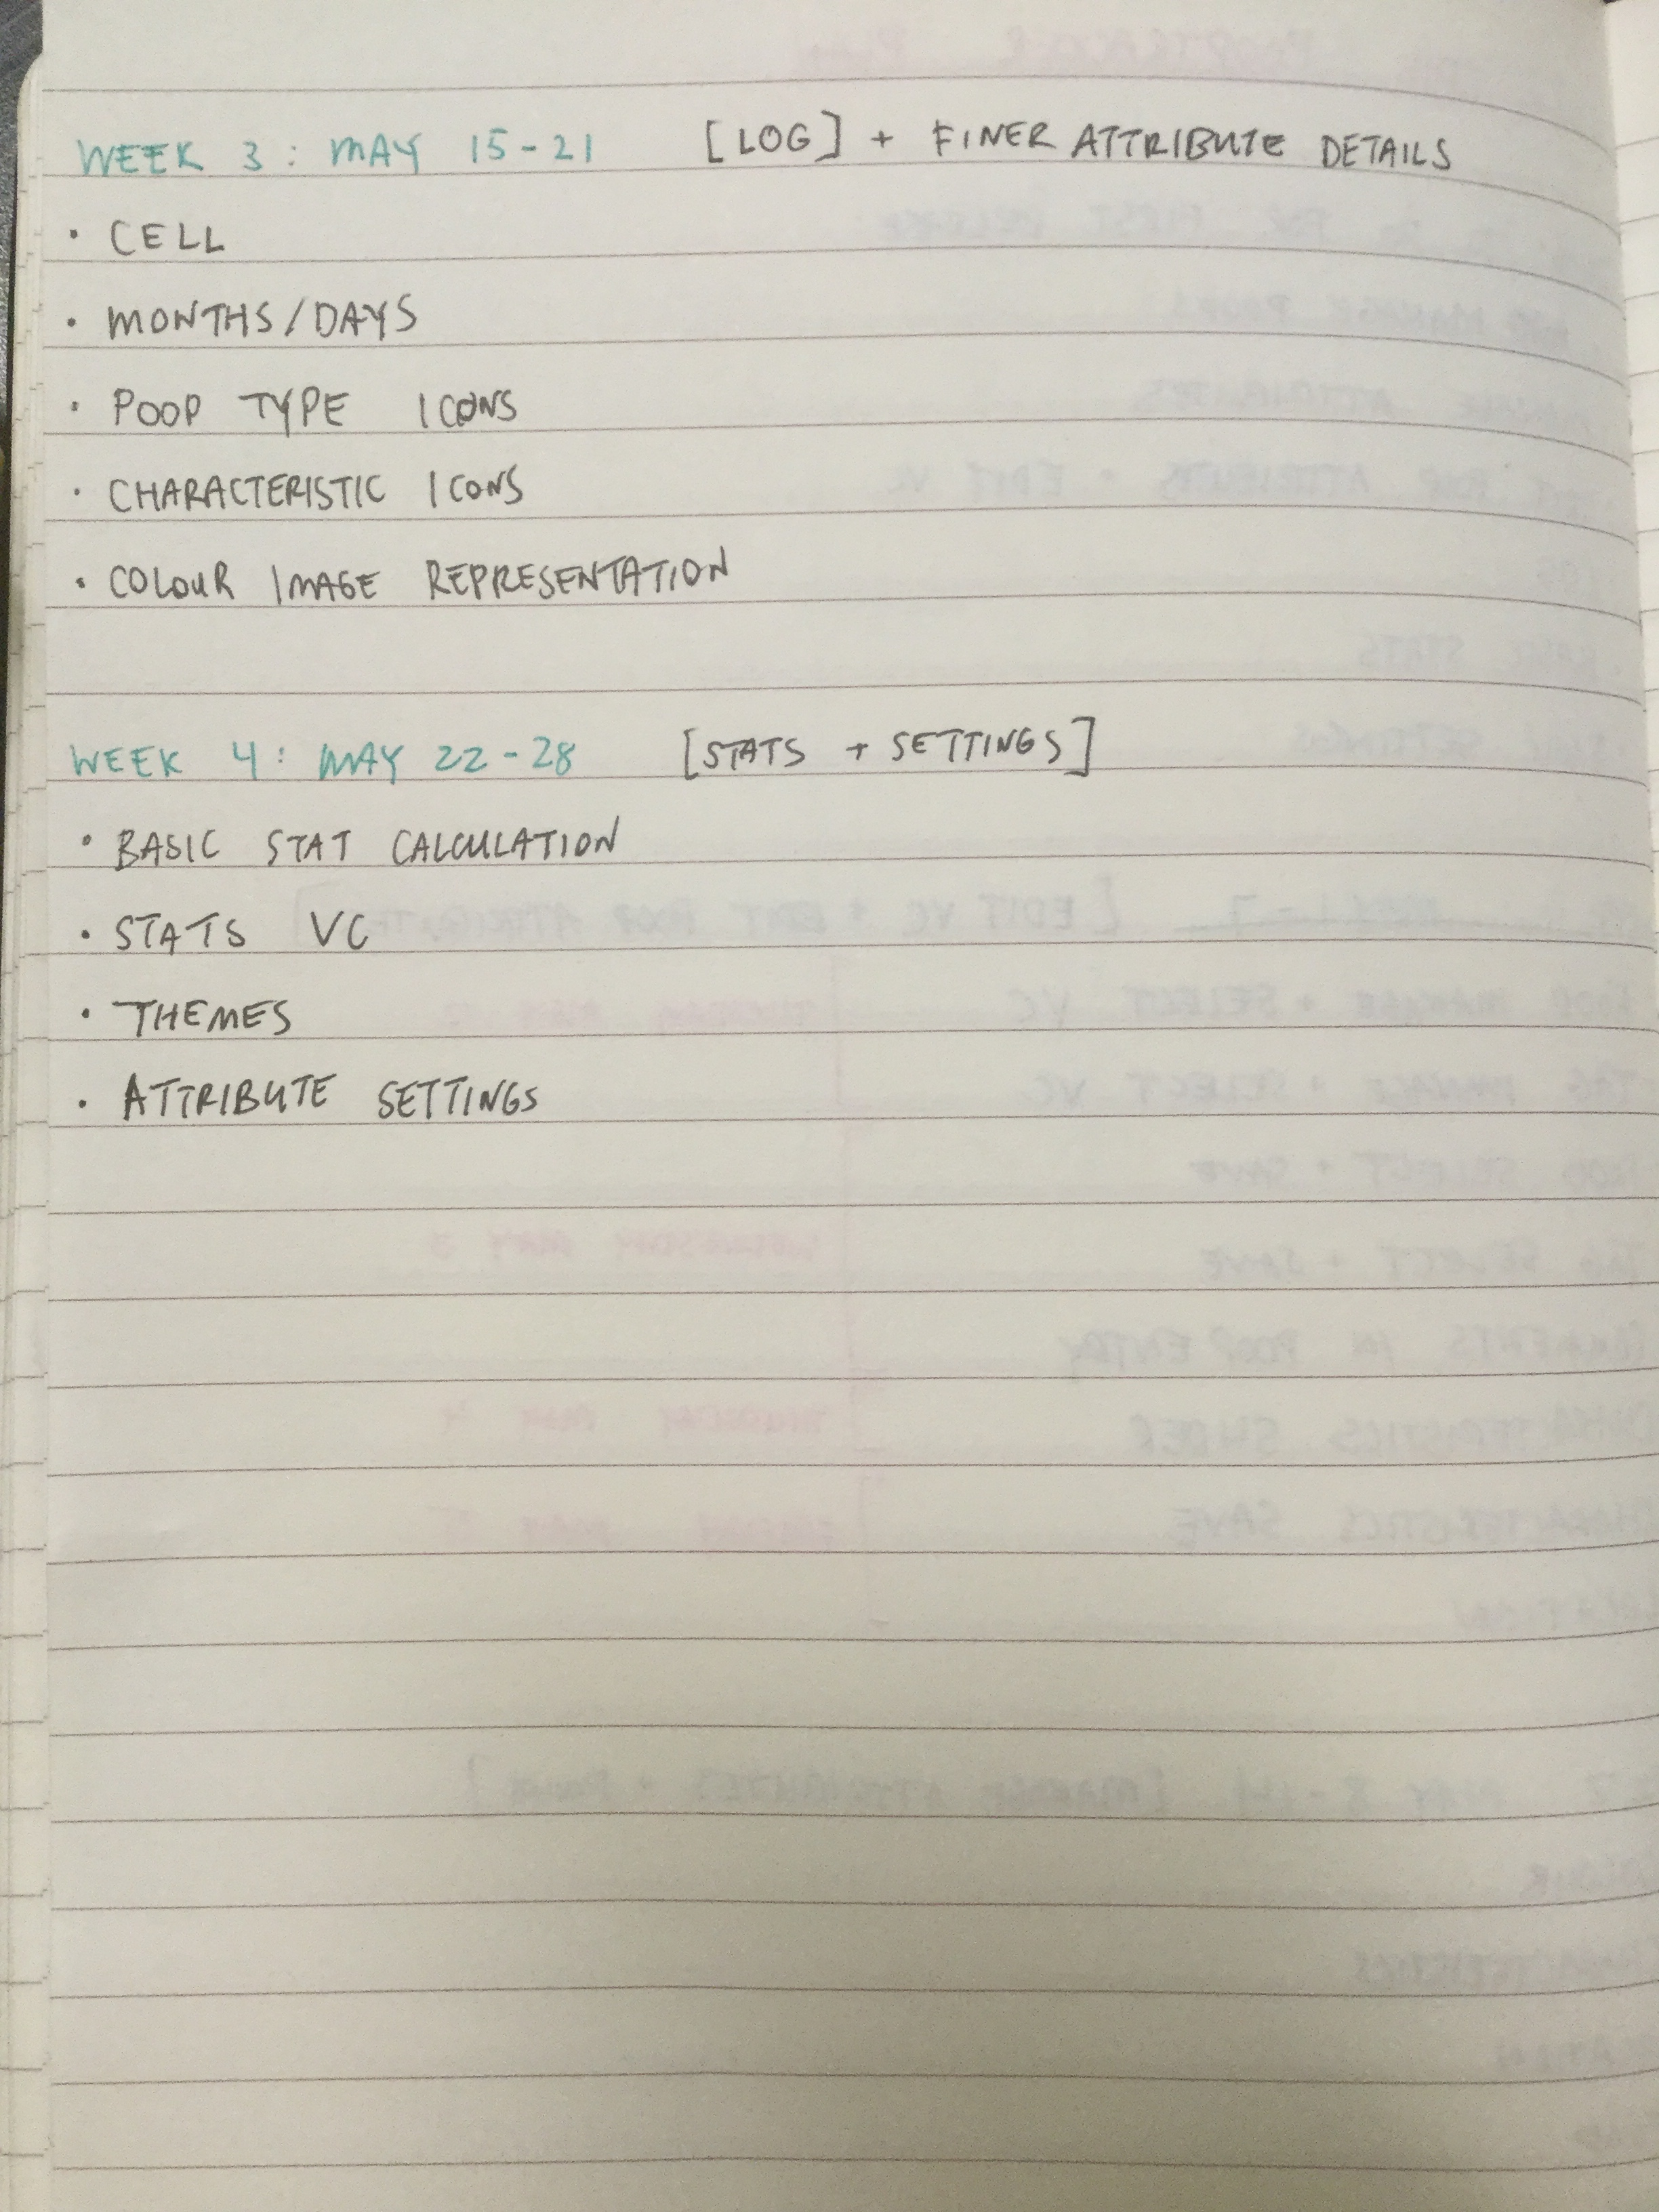 WEEK 3: MAY 15-21 [LOG] + FINER ATTRIBUTE DETAILS
• CELL
• MONTHS/DAYS
• POOP TYPE ICONS
• CHARACTERISTIC ICONS
• COLOUR IMAGE REPRESENTATION
WEEK 4: MAY 22-28 [STATS + SETTINGS]
• BASIC STAT CALCULATION
• STATS VC
• THEMES
• ATTRIBUTE SETTINGS